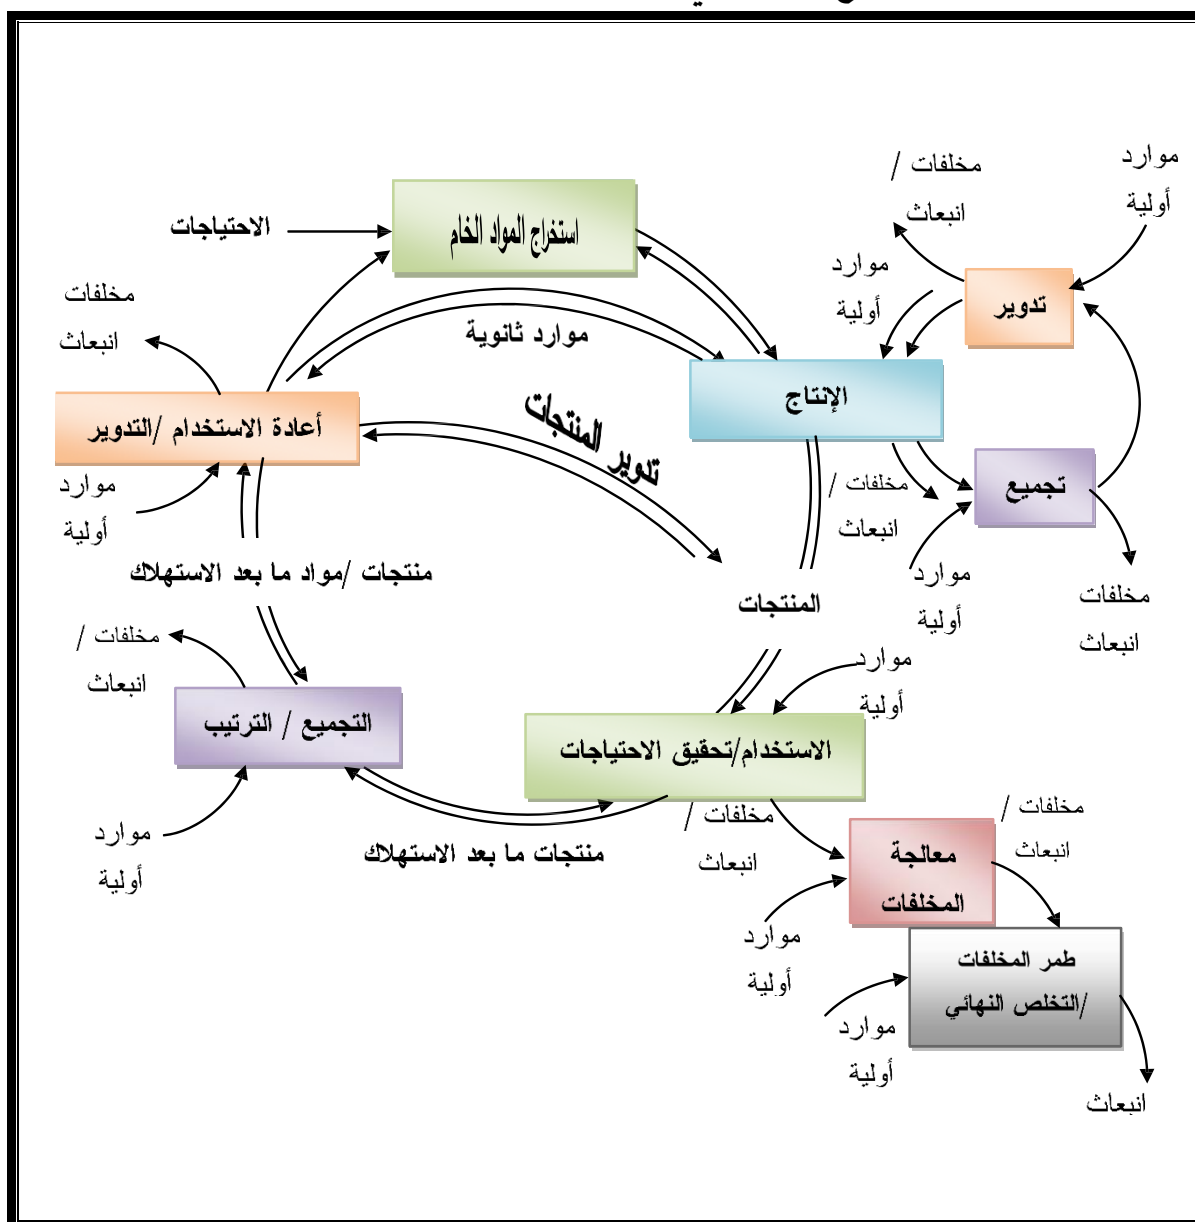 مخلفات /
انبعاث
موارد
أولية
استخراج المواد الخام
الاحتياجات
موارد
أولية
تدوير
مخلفات
انبعاث
موارد ثانوية
الإنتاج
أعادة الاستخدام /التدوير
تدوير المنتجات
موارد
أولية
مخلفات /
انبعاث
تجميع
موارد
أولية
مخلفات
انبعاث
منتجات /مواد ما بعد الاستهلاك
المنتجات
مخلفات /
انبعاث
موارد
أولية
التجميع / الترتيب
الاستخدام/تحقيق الاحتياجات
موارد
أولية
منتجات ما بعد الاستهلاك
مخلفات /
انبعاث
معالجة
المخلفات
مخلفات /
انبعاث
موارد
أولية
طمر المخلفات
/التخلص النهائي
موارد
أولية
انبعاث